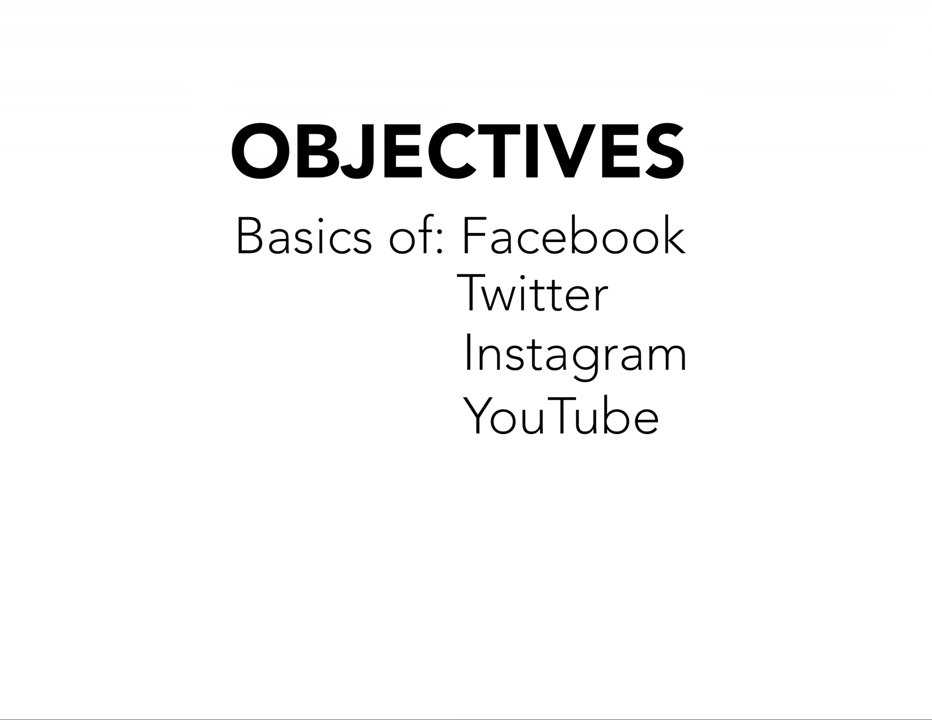 OBJECTIVES
Basics of: Facebook
Twitter
Instagram
YouTube